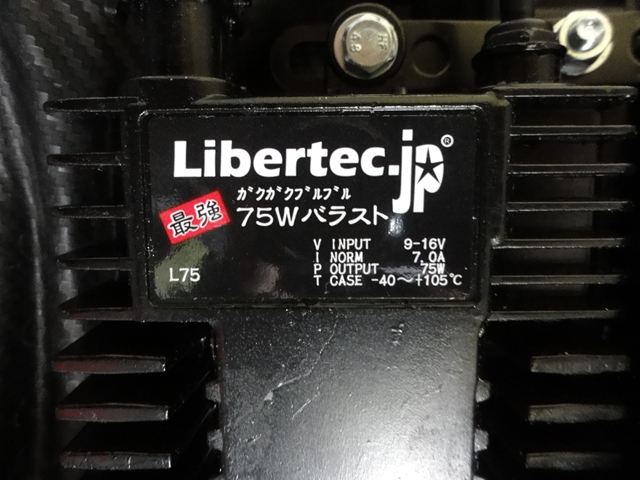 Libertec.jp®
ガクガクブルブル
最強
75Wバラスト
V INPUT 9-16V
I NORM 7.0A
P OUTPUT 75W
T CASE -40～+105℃
L75